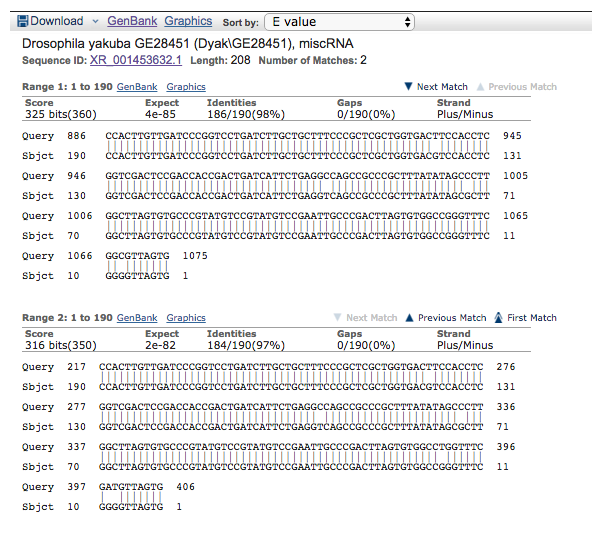 Download GenBank Graphics Sort by: E value
Drosophila yakuba GE28451 (Dyak\GE28451), miscRNA
Sequence ID: XR_001453632.1 Length: 208 Number of Matches: 2
Range 1: 1 to 190 GenBank Graphics Next Match Previous Match
Score Expect Identities Gaps Strand
325 bits(360) 4e-85 186/190(98%) 0/190(0%) Plus/Minus
Query 886 CCACTTGTTGATCCCGGTCCTGATCTTGCTGCTTTCCCGCTCGCTGGTGACTTCCACCTC 945
Sbjct 190 CCACTTGTTGATCCCGGTCCTGATCTTGCTGCTTTCCCGCTCGCTGGTGACGTCCACCTC 131
Query 946 GGTCGACTCCGACCACCGACTGATCATTCTGAGGCCAGCCGCCCGCTTTATATAGCCCTT 1005
Sbjct 130 GGTCGACTCCGACCACCGACTGATCATTCTGAGGTCAGCCGCCCGCTTTATATAGCGCTT 71
Query 1006 GGCTTAGTGTGCCCGTATGTCCGTATGTCCGAATTGCCCGACTTAGTGTGGCCGGGTTTC 1065
Sbjct 70 GGCTTAGTGTGCCCGTATGTCCGTATGTCCGAATTGCCCGACTTAGTGTGGCCGGGTTTC 11
Query 1066 GGCGTTAGTG 1075
Sbjct 10 GGGGTTAGTG 1
Range 2: 1 to 190 GenBank Graphics Next Match Previous Match First Match
Score Expect Identities Gaps Strand
316 bits(350) 2e-82 184/190(97%) 0/190(0%) Plus/Minus
Query 217 CCACTTGTTGATCCCGGTCCTGATCTTGCTGCTTTCCCGCTCGCTGGTGACTTCCACCTC 276
Sbjct 190 CCACTTGTTGATCCCGGTCCTGATCTTGCTGCTTTCCCGCTCGCTGGTGACGTCCACCTC 131
Query 277 GGTCGACTCCGACCACCGACTGATCATTCTGAGGCCAGCCGCCCGCTTTATATAGCCCTT 336
Sbjct 130 GGTCGACTCCGACCACCGACTGATCATTCTGAGGTCAGCCGCCCGCTTTATATAGCGCTT 71
Query 337 GGCTTAGTGTGCCCGTATGTCCGTATGTCCGAATTGCCCGACTTAGTGTGGCCTGGTTTC 396
Sbjct 70 GGCTTAGTGTGCCCGTATGTCCGTATGTCCGAATTGCCCGACTTAGTGTGGCCGGGTTTC 11
Query 397 GATGTTAGTG 406
Sbjct 10 GGGGTTAGTG 1